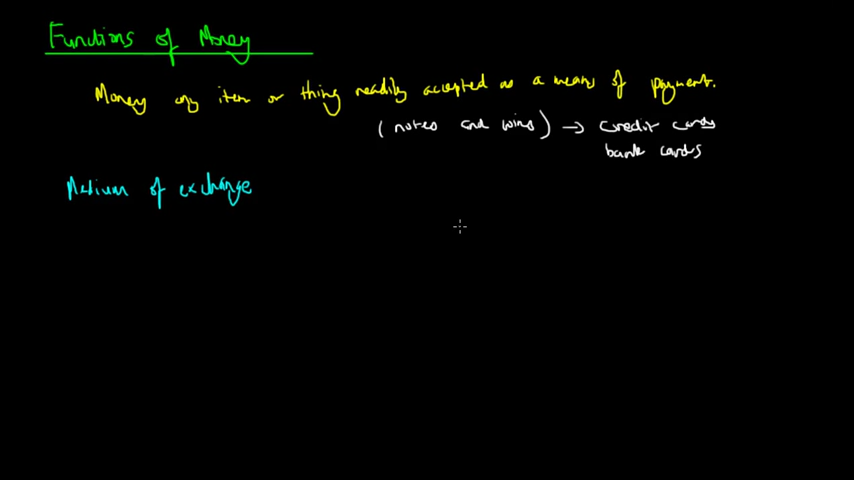 Functions of Money
Money any item or thing readily accepted as a means of payment.
(notes and coins) → credit cards
bank cards
Medium of exchange